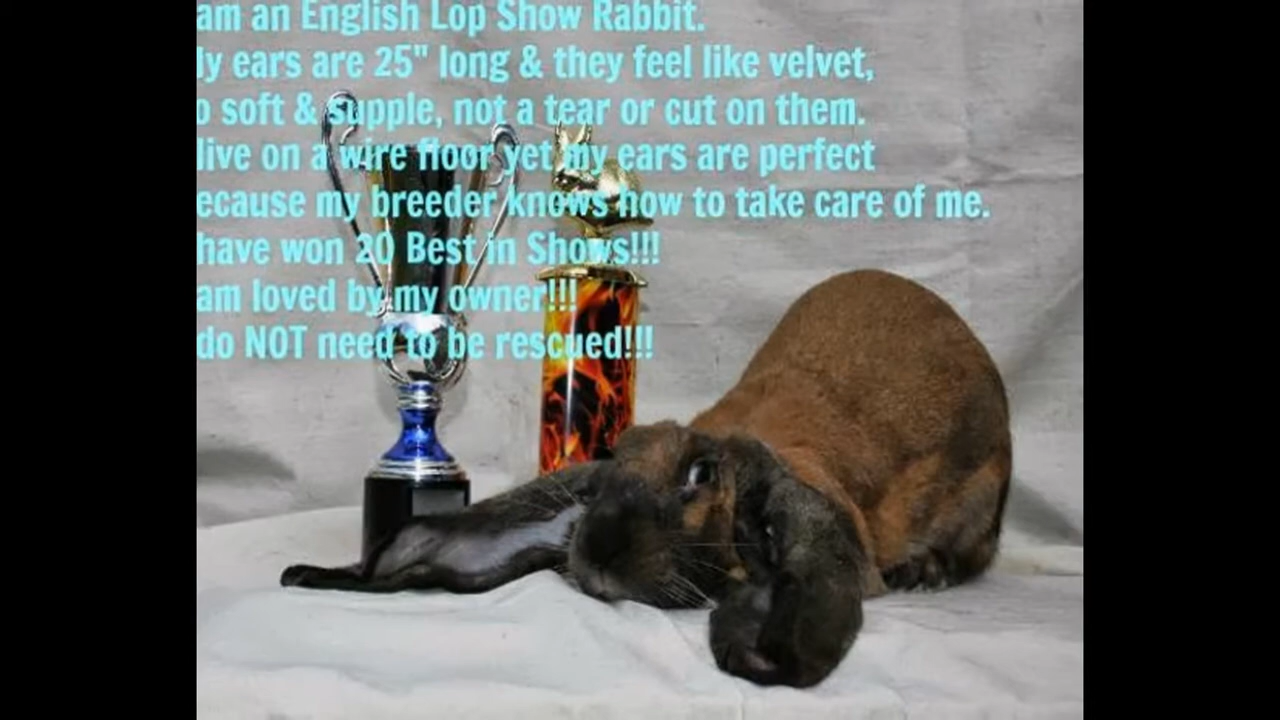 am an English Lop Show Rabbit.
y ears are 25" long & they feel like velvet,
o soft & supple, not a tear or cut on them.
live on a wire floor yet my ears are perfect
ecause my breeder knows how to take care of me.
have won 20 Best in Shows!!!
am loved by my owner!!!
do NOT need to be rescued!!!